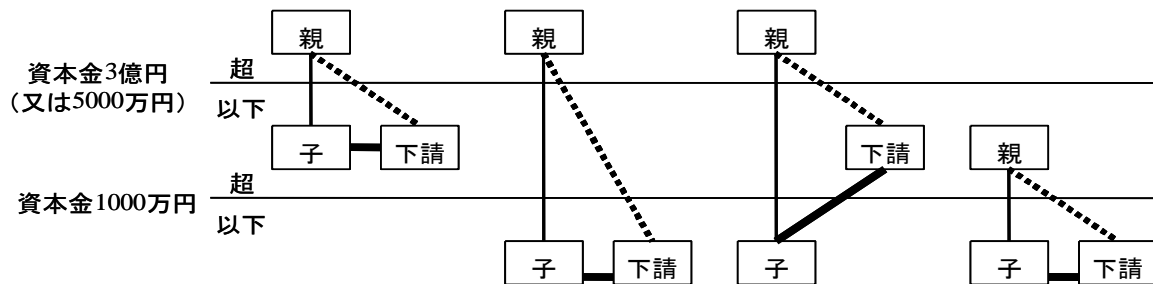 親 親 親
資本金3億円
(又は5000万円)
超
以下
子 下請 下請 親
資本金1000万円
超
以下
子 下請 子 子 下請